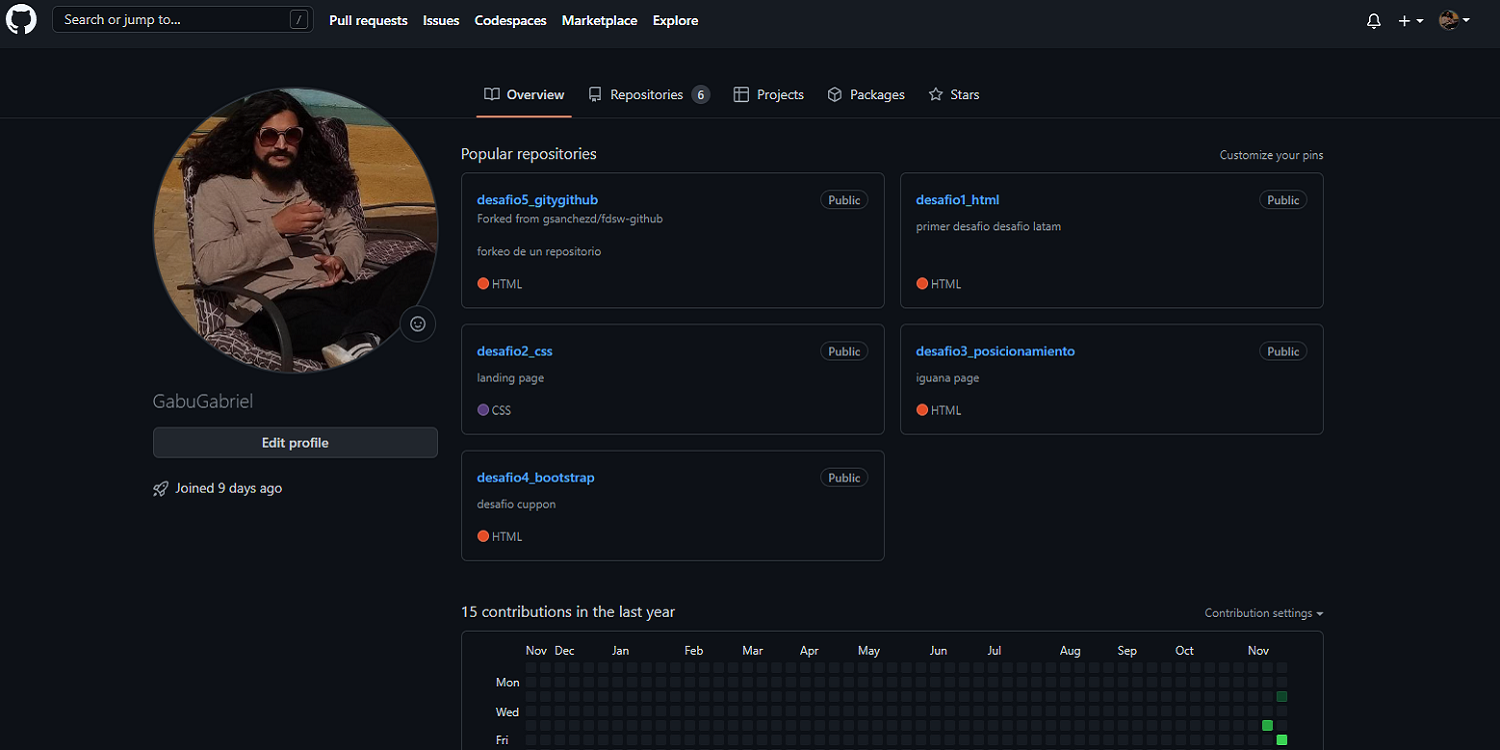 Search or jump to... /
Pull requests Issues Codespaces Marketplace Explore
Overview Repositories 6 Projects Packages Stars
GabuGabriel
Edit profile
Joined 9 days ago
Popular repositories Customize your pins
desafio5_gitygithub Public
Forked from gsanchezd/fdsw-github
forkeo de un repositorio
HTML
desafio1_html Public
primer desafio desafio latam
HTML
desafio2_css Public
landing page
CSS
desafio3_posicionamiento Public
iguana page
HTML
desafio4_bootstrap Public
desafio cuppon
HTML
15 contributions in the last year Contribution settings
Nov Dec Jan Feb Mar Apr May Jun Jul Aug Sep Oct Nov
Mon
Wed
Fri